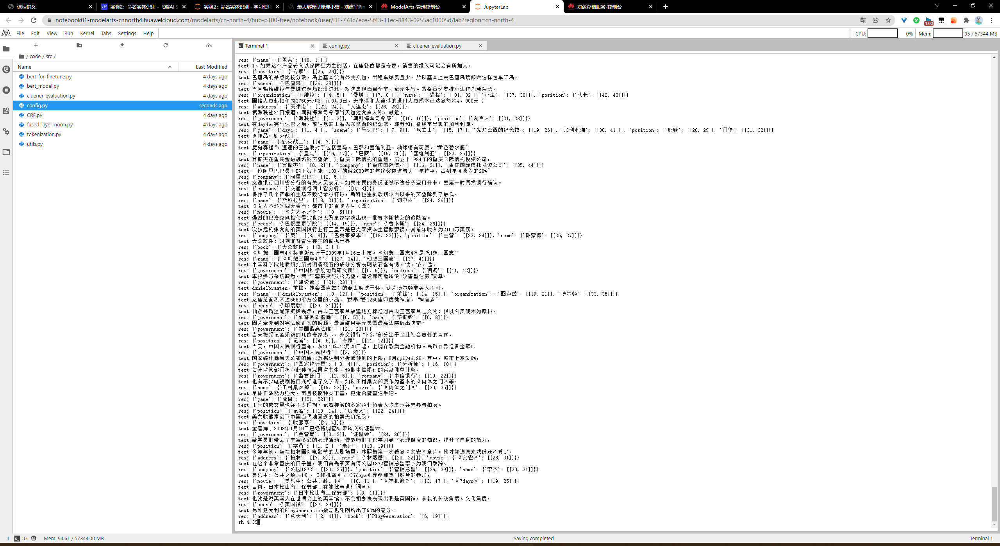 课程讲义
实验2：命名实体识别 - 飞桨AI S
实验2：命名实体识别 - 学习使用
最大熵模型原理小结 - 刘建平Pin
ModelArts-管理控制台
JupyterLab
对象存储服务-控制台
notebook01-modelarts-cnnorth4.huaweicloud.com/modelarts/cn-north-4/hub-p100-free/notebook/user/DE-778c7ece-5f43-11ec-8843-0255ac10005d/lab?region=cn-north-4
1.00
File Edit View Run Kernel Tabs Settings Help
CPU: 0% Mem: 95 / 57344 MB
/ code / src /
Name Last Modified
bert_for_finetune.py 4 days ago
bert_model.py 4 days ago
cluener_evaluation.py 4 days ago
config.py seconds ago
CRF.py 4 days ago
fused_layer_norm.py 4 days ago
tokenization.py 4 days ago
utils.py 4 days ago
Terminal 1 config.py cluener_evaluation.py
res: {'name': {'盖蒂': [[0, 1]]}}
text 1、如果这个产品转向以保障型为主的话，在座各位都是专家，销售的投入可能会有所加大，
res: {'position': {'专家': [[25, 26]]}}
text 巴厘岛的景点比较分散，岛上基本没有公共交通，出租车昂贵且少，所以基本上去巴厘岛玩都会选择包车环岛，
res: {'scene': {'巴厘岛': [[36, 38]]}}
text 而且输给维拉与曼城这两场都没进球，攻防表现面目全非、毫无生气。温格虽然安排小法作为新队长，
res: {'organization': {'维拉': [[4, 5]], '曼城': [[7, 8]]}, 'name': {'温格': [[31, 32]], '小法': [[37, 38]]}, 'position': {'队长': [[42, 43]]}}
text 国储大豆起拍价为3750元/吨，而8月3日，天津港和大连港的进口大豆成本已达到每吨4，000元（
res: {'address': {'天津港': [[22, 24]], '大连港': [[26, 28]]}}
text 据韩联社21日报道，朝鲜海军司令部当天通过发言人称，最近，
res: {'government': {'韩联社': [[1, 3]], '朝鲜海军司令部': [[10, 16]]}, 'position': {'发言人': [[21, 23]]}}
text 在day4去完马达巴之后，前往尼泊山看先知摩西的纪念馆，耶稣和门徒经常出现的加利利湖，
res: {'game': {'day4': [[1, 4]]}, 'scene': {'马达巴': [[7, 9]], '尼泊山': [[15, 17]], '先知摩西的纪念馆': [[19, 26]], '加利利湖': [[38, 41]]}, 'position': {'耶稣': [[28, 29]], '门徒': [[31, 32]]}}
text 原作品：毁灭战士
res: {'game': {'毁灭战士': [[4, 7]]}}
text 魔鬼赛程”，遭遇的三连败对手包括皇马、巴萨和塞维利亚，输球情有可原。“黄色潜水艇”
res: {'organization': {'皇马': [[16, 17]], '巴萨': [[19, 20]], '塞维利亚': [[22, 25]]}}
text 翁振杰在重庆金融领域的声望始于对重庆国际信托的重组，成立于1984年的重庆国际信托投资公司，
res: {'name': {'翁振杰': [[0, 2]]}, 'company': {'重庆国际信托': [[16, 21]], '重庆国际信托投资公司': [[35, 44]]}}
text 一位阿里巴巴员工的工资上涨了10%，她说2008年的年终奖应该与头一年持平，占到年度收入的20%~
res: {'company': {'阿里巴巴': [[2, 5]]}}
text 交通银行四川省分行的有关人员表示，如果市民的身份证被不法分子盗用开卡，要第一时间找银行确认。
res: {'company': {'交通银行四川省分行': [[0, 8]]}}
text 保持了几个赛季的主场不败记录被打破，斯科拉里执教切尔西以来的声望降到了最低。
res: {'name': {'斯科拉里': [[18, 21]]}, 'organization': {'切尔西': [[24, 26]]}}
text 《女人不坏》四大看点：都市里的百味人生（图）
res: {'movie': {'《女人不坏》': [[0, 5]]}}
text 强烈的巴洛克风格使得17世纪巴黎皇家学院出现一批鲁本斯技艺的追随者。
res: {'scene': {'巴黎皇家学院': [[14, 19]]}, 'name': {'鲁本斯': [[24, 26]]}}
text 次按危机爆发前的英国银行业打工皇帝是巴克莱资本主管戴蒙德，其前年收入为2100万英镑，
res: {'company': {'英': [[8, 8]], '巴克莱资本': [[18, 22]]}, 'position': {'主管': [[23, 24]]}, 'name': {'戴蒙德': [[25, 27]]}}
text 大众软件：时刻准备着生存狂的偏执世界
res: {'book': {'大众软件': [[0, 3]]}}
text 《幻想三国志4》标准版预计于2009年1月16日上市。《幻想三国志4》是“幻想三国志”
res: {'game': {'《幻想三国志4》': [[27, 34]], '幻想三国志': [[37, 41]]}}
text 中国科学院地质研究所对泗滨砭石的成分分析表明该石含有锶、钛、铬、锰、
res: {'government': {'中国科学院地质研究所': [[0, 9]]}, 'address': {'泗滨': [[11, 12]]}}
text 本报多方采访获悉，若“二套房贷”放松无望，建设部可能转做“改善型住房”文章。
res: {'government': {'建设部': [[21, 23]]}}
text danielbraaten，前锋，转会图卢兹）的离去耿耿于怀，认为博尔顿非买人不可，
res: {'name': {'danielbraaten': [[0, 12]]}, 'position': {'前锋': [[14, 15]]}, 'organization': {'图卢兹': [[19, 21]], '博尔顿': [[33, 35]]}}
text 这座总面积不过5560平方公里的小岛，“供奉”着1250座印度教神庙，“神庙多”
res: {'scene': {'印度教': [[29, 31]]}}
text 仙游县质监局蔡振锋表示，古典工艺家具福建地方标准对古典工艺家具定义为：指以名贵硬木为原料，
res: {'government': {'仙游县质监局': [[0, 5]]}, 'name': {'蔡振锋': [[6, 8]]}}
text 因为牵涉到对宪法修正案的解释，最后结果要等美国最高法院做出决定。
res: {'government': {'美国最高法院': [[21, 26]]}}
text 当天接受记者采访的几位专家表示，外资银行“下乡”部分出于企业社会责任的考虑，
res: {'position': {'记者': [[4, 5]], '专家': [[11, 12]]}}
text 当天，中国人民银行宣布，从2010年12月20日起，上调存款类金融机构人民币存款准备金率0.
res: {'government': {'中国人民银行': [[3, 8]]}}
text 国家统计局当天公布的通胀数据达到分析师预测的上限，8月cpi为6.2%，其中，城市上涨5.9%，
res: {'government': {'国家统计局': [[0, 4]]}, 'position': {'分析师': [[16, 18]]}}
text 估计监管部门担心此种情况再次发生，预期中信银行的实盘做空业务，
res: {'government': {'监管部门': [[2, 5]]}, 'company': {'中信银行': [[19, 22]]}}
text 也有不少电视剧将目光标准了文学界，如以田村泰次郎原作为蓝本的《肉体之门》等，
res: {'name': {'田村泰次郎': [[19, 23]]}, 'movie': {'《肉体之门》': [[30, 35]]}}
text 单体作战能力强大，而且技能种类丰富，更适合魔兽选手吧。
res: {'game': {'魔兽': [[21, 22]]}}
text 玉米的成交量也并不太理想。记者接触的多家企业负责人均表示并未参与拍卖。
res: {'position': {'记者': [[13, 14]], '负责人': [[22, 24]]}}
text 美女收藏家创下中国当代油画新的拍卖天价纪录。
res: {'position': {'收藏家': [[2, 4]]}}
text 金管局于2008年1月10日已经将调查结果转交给证监会。
res: {'government': {'金管局': [[0, 2]], '证监会': [[24, 26]]}}
text 给学员们带去了丰富多彩的心理活动，使老师们不仅学习到了心理健康的知识，提升了自身的能力，
res: {'position': {'学员': [[1, 2]], '老师': [[18, 19]]}}
text 今年年初，坐在柏林国际电影节的大剧场里，林熙蕾第一次看到《文雀》全片。她才知道原来戏份还不算少，
res: {'address': {'柏林': [[7, 8]]}, 'name': {'林熙蕾': [[20, 22]]}, 'movie': {'《文雀》': [[28, 31]]}}
text 在这个非常喜庆的日子里，我们首先掌声有请公园1872营销总监李杰为我们致辞。
res: {'company': {'公园1872': [[20, 25]]}, 'position': {'营销总监': [[26, 29]]}, 'name': {'李杰': [[30, 31]]}}
text 姜哲中：公共之敌1-1》、《神机箭》、《7days》等多部热门影片的参加，
res: {'movie': {'姜哲中：公共之敌1-1》': [[0, 11]], '《神机箭》': [[13, 17]], '《7days》': [[19, 25]]}}
text 目前，日本松山海上保安部正在就此事进行调查。
res: {'government': {'日本松山海上保安部': [[3, 11]]}}
text 也就是说英国人在世博会上的英国馆，不会相办法表现出我是英国馆，从我的传统角度、文化角度，
res: {'scene': {'英国馆': [[27, 29]]}}
text 另外意大利的PlayGeneration杂志也刚刚给出了92%的高分。
res: {'address': {'意大利': [[2, 4]]}, 'book': {'PlayGeneration': [[6, 19]]}}
sh-4.3$
1 0 Mem: 94.61 / 57344.00 MB Saving completed Terminal 1